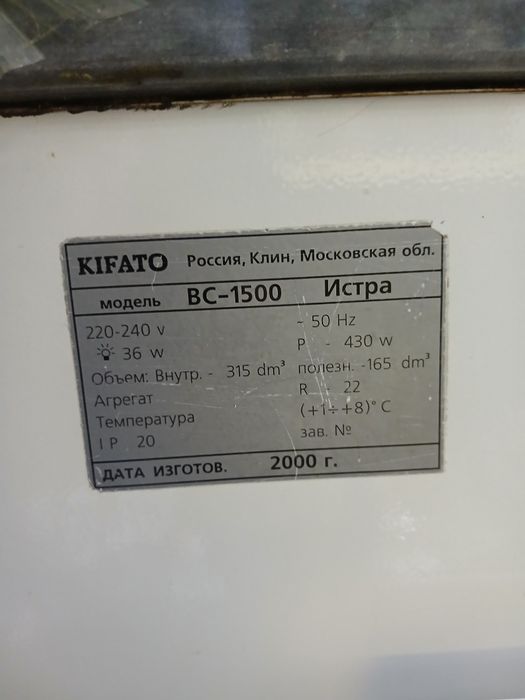 KIFATO Россия, Клин, Московская обл.
модель ВС-1500 Истра
220-240 v ~ 50 Hz
36 w P - 430 w
Объем: Внутр. - 315 dm³ полезн. -165 dm³
Агрегат R - 22
Температура (+1÷+8)°C
I P 20 зав. №
ДАТА ИЗГОТОВ. 2000 г.